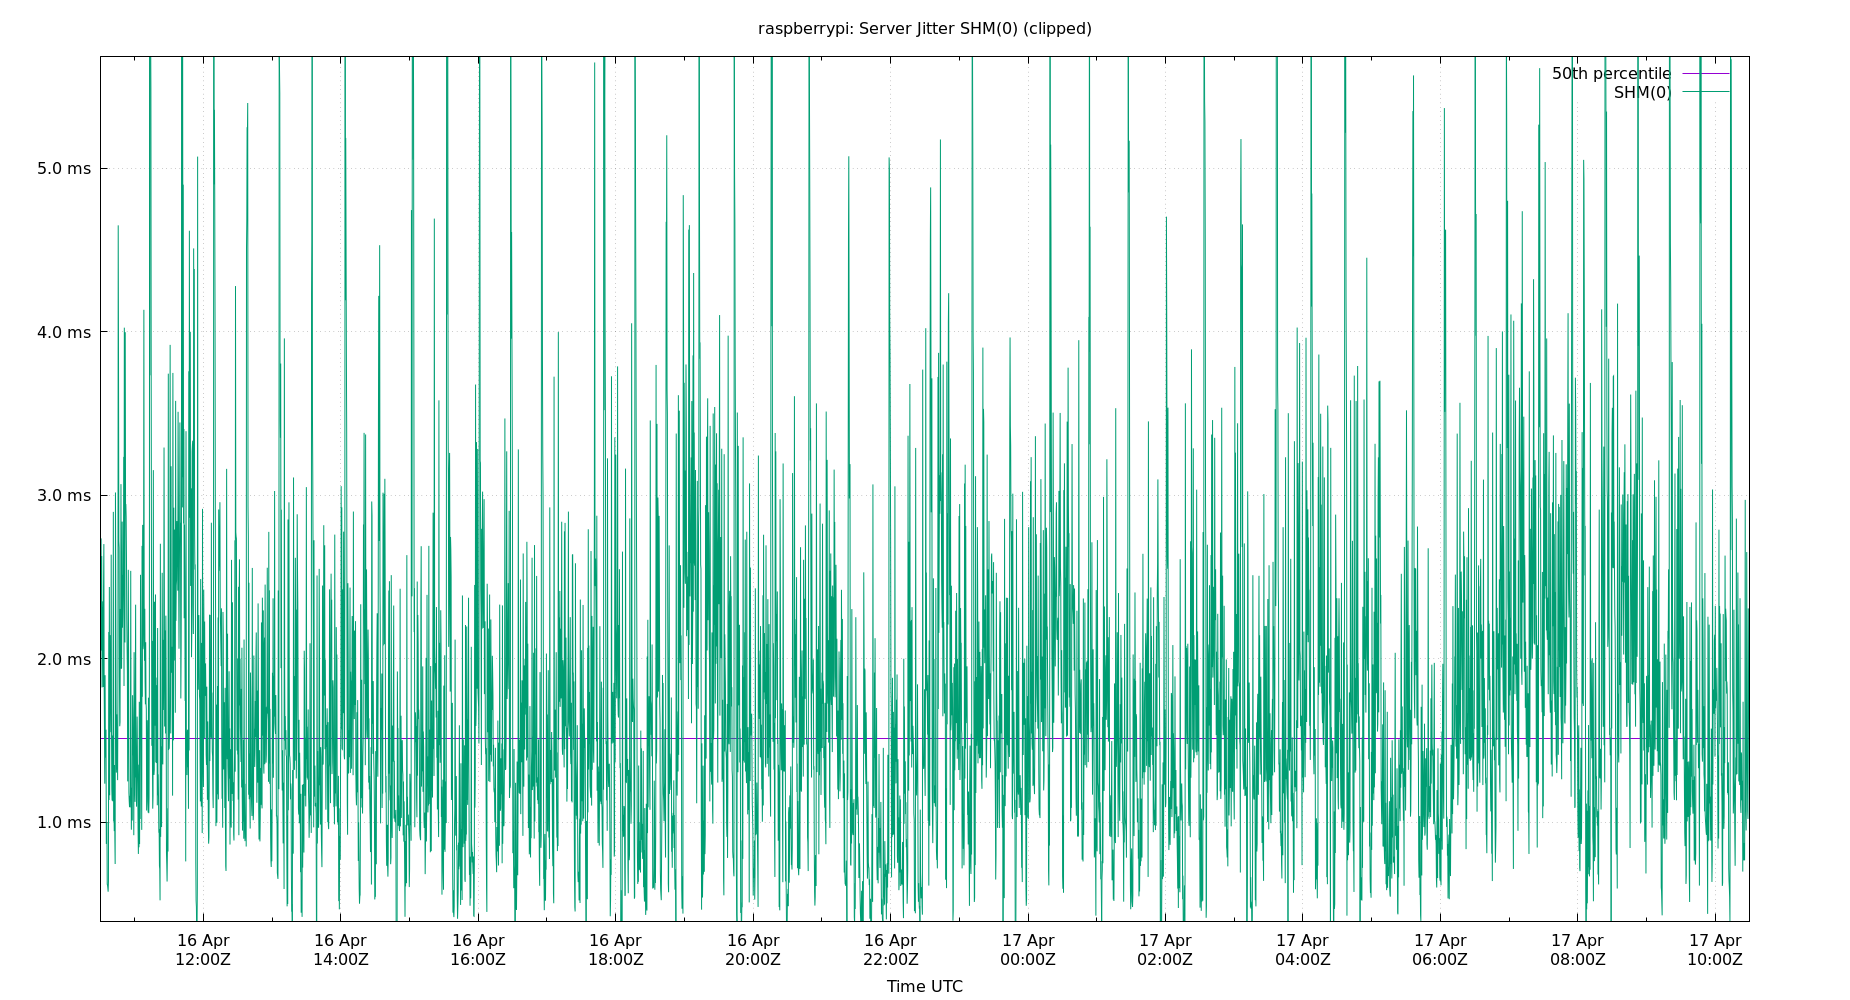 raspberrypi: Server Jitter SHM(0) (clipped)
50th percentile
SHM(0)
5.0 ms
4.0 ms
3.0 ms
2.0 ms
1.0 ms
16 Apr 16 Apr 16 Apr 16 Apr 16 Apr 16 Apr 17 Apr 17 Apr 17 Apr 17 Apr 17 Apr 17 Apr
12:00Z 14:00Z 16:00Z 18:00Z 20:00Z 22:00Z 00:00Z 02:00Z 04:00Z 06:00Z 08:00Z 10:00Z
Time UTC